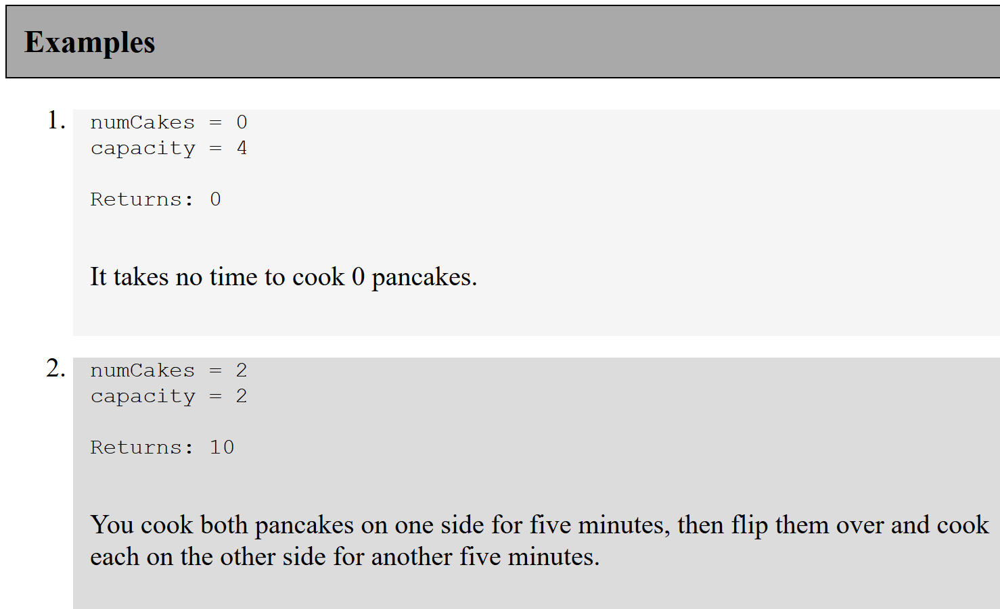 Examples
1. numCakes = 0
capacity = 4
Returns: 0
It takes no time to cook 0 pancakes.
2. numCakes = 2
capacity = 2
Returns: 10
You cook both pancakes on one side for five minutes, then flip them over and cook
each on the other side for another five minutes.